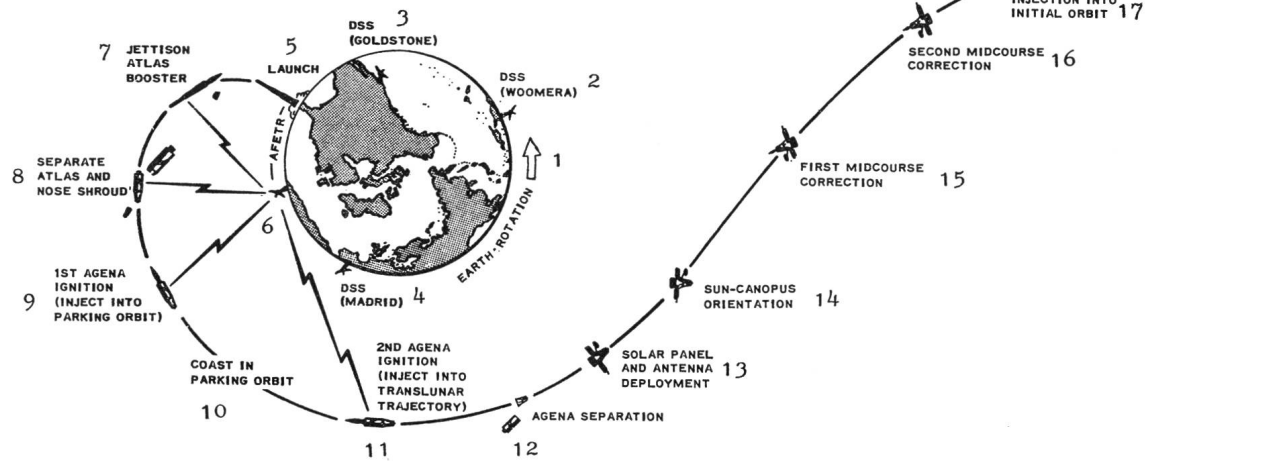 INJECTION INTO
INITIAL ORBIT 17
3
DSS
(GOLDSTONE)
SECOND MIDCOURSE
CORRECTION 16
7 JETTISON
ATLAS
BOOSTER
5
LAUNCH
DSS
(WOOMERA) 2
AFETR
1
8 SEPARATE
ATLAS AND
NOSE SHROUD
FIRST MIDCOURSE
CORRECTION 15
6
EARTH-ROTATION
9 1ST AGENA
IGNITION
(INJECT INTO
PARKING ORBIT)
DSS
(MADRID) 4
SUN-CANOPUS
ORIENTATION 14
COAST IN
PARKING ORBIT
10
2ND AGENA
IGNITION
(INJECT INTO
TRANSLUNAR
TRAJECTORY)
11
SOLAR PANEL
AND ANTENNA
DEPLOYMENT 13
AGENA SEPARATION
12